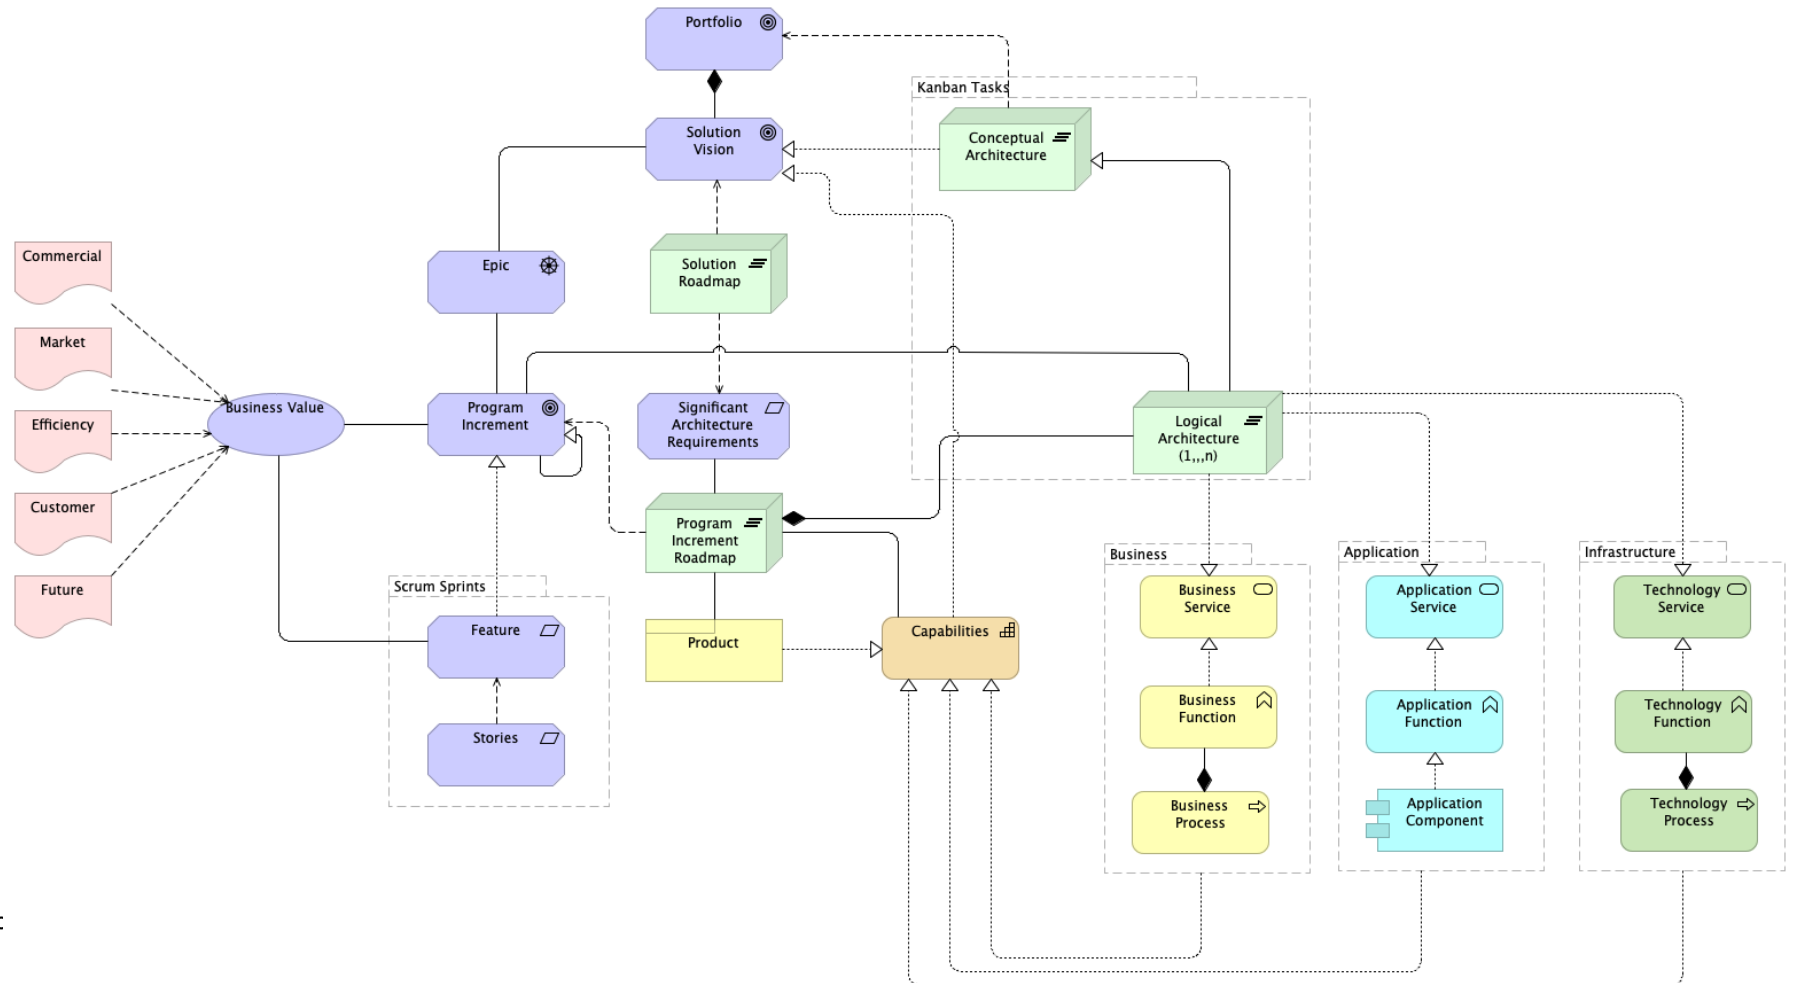 Portfolio
Kanban Tasks
Conceptual
Architecture
Solution
Vision
Commercial
Epic
Solution
Roadmap
Market
Business Value
Program
Increment
Significant
Architecture
Requirements
Logical
Architecture
(1,,,n)
Efficiency
Customer
Program
Increment
Roadmap
Business
Application
Infrastructure
Future
Scrum Sprints
Business
Service
Application
Service
Technology
Service
Feature
Product
Capabilities
Business
Function
Application
Function
Technology
Function
Stories
Business
Process
Application
Component
Technology
Process